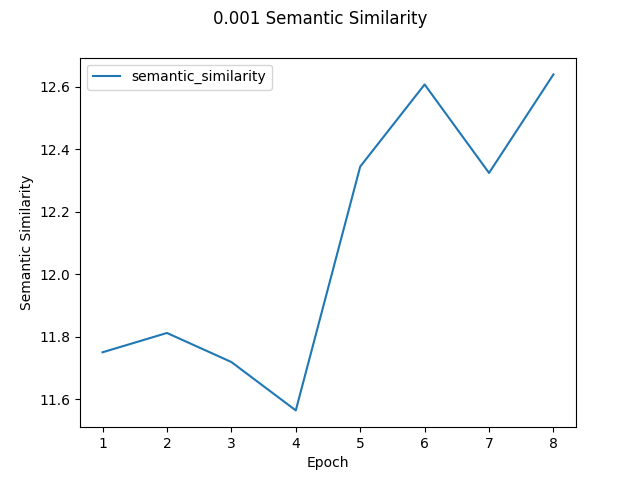 0.001 Semantic Similarity
semantic_similarity
12.6
12.4
12.2
12.0
11.8
11.6
Semantic Similarity
1 2 3 4 5 6 7 8
Epoch